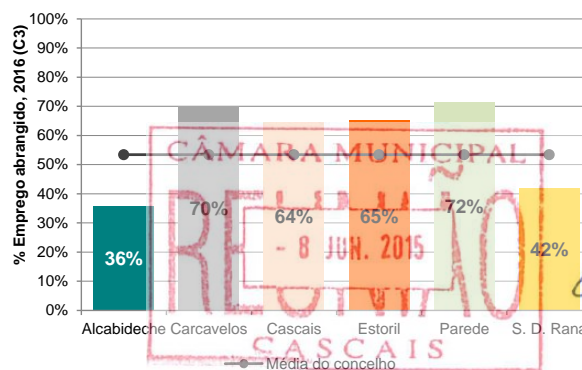 % Emprego abrangido, 2016 (C3)
100%
90%
80%
70%
60%
50%
40%
30%
20%
10%
0%
36%
70%
64%
65%
72%
42%
Alcabideche Carcavelos Cascais Estoril Parede S. D. Rana
Média do concelho
CÂMARA MUNICIPAL
- 8 JUN. 2015
CASCAIS